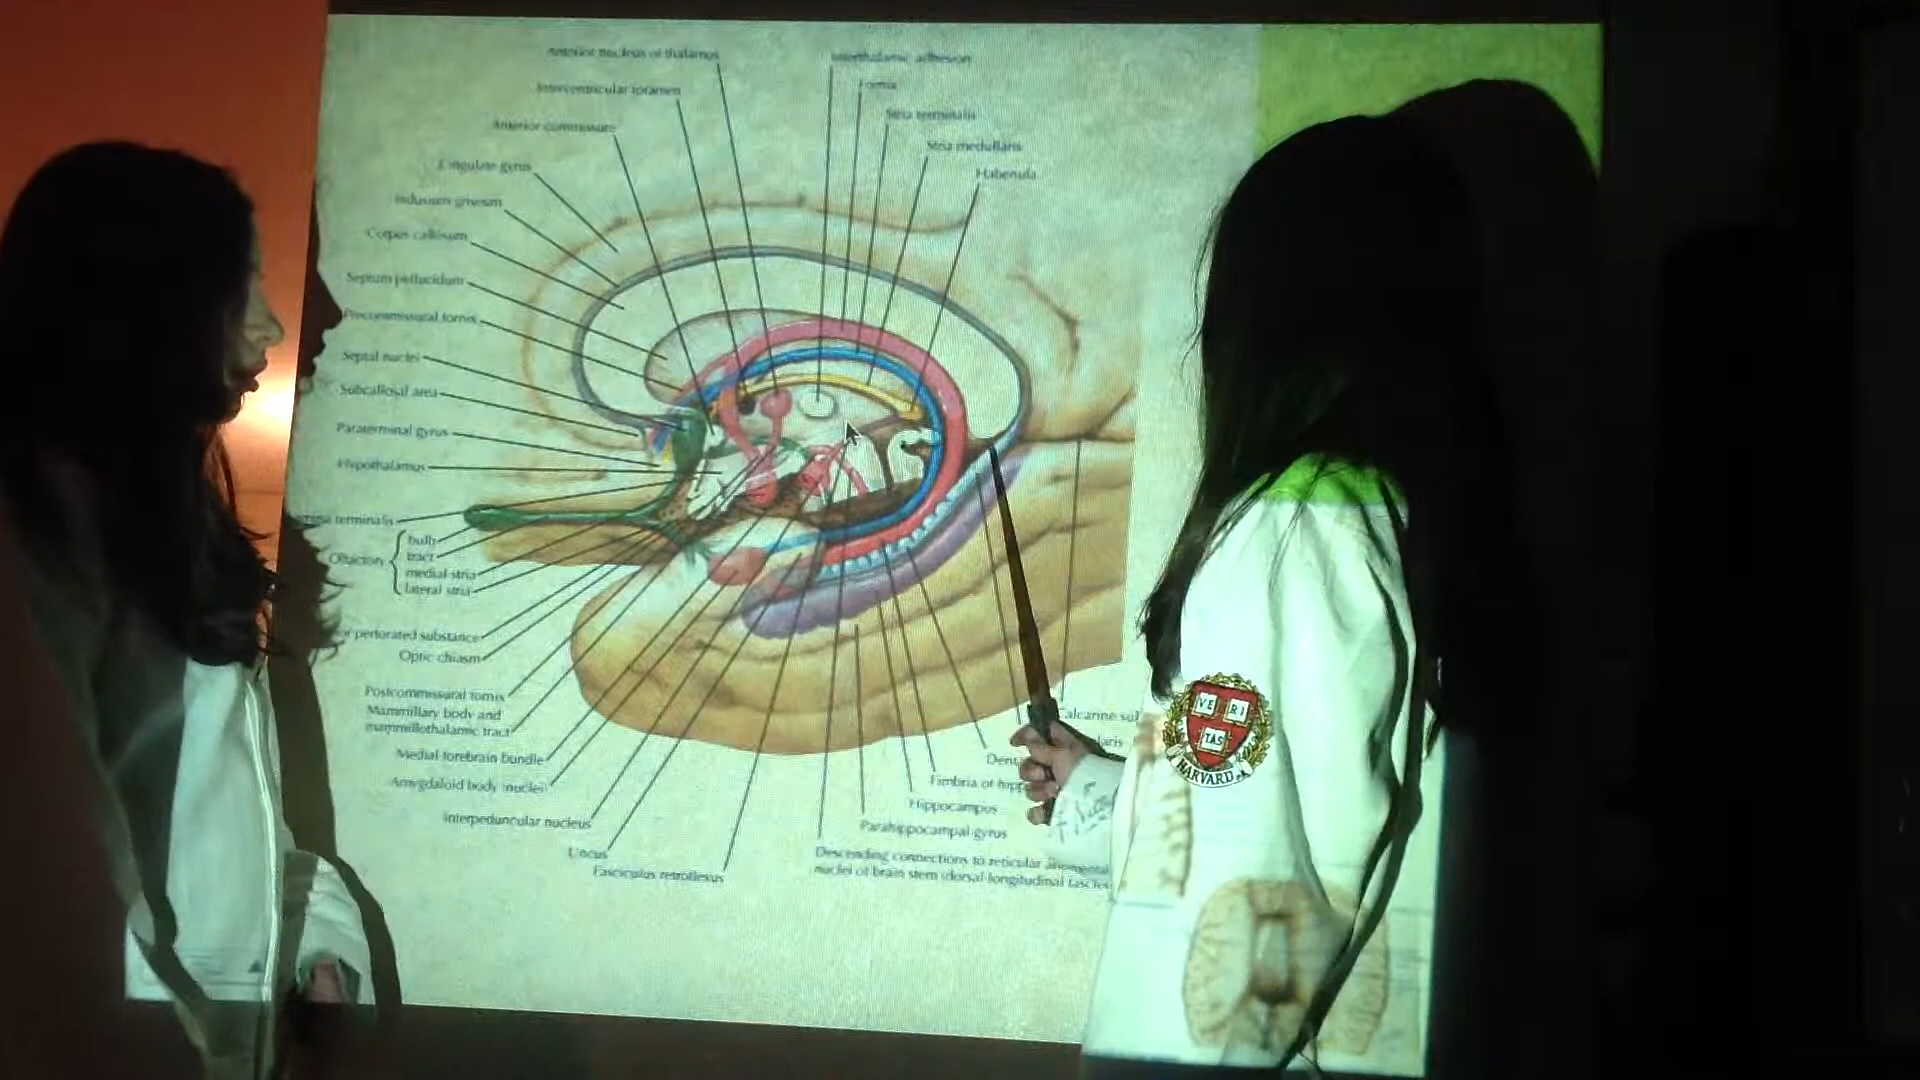 Anterior nucleus of thalamus
Interventricular foramen
Anterior commissure
Cingulate gyrus
Indusium griseum
Corpus callosum
Septum pellucidum
Precommissural fornix
Septal nuclei
Subcallosal area
Paraterminal gyrus
Hypothalamus
terminalis
Olfactory
bulb
tract
medial stria
lateral stria
perforated substance
Optic chiasm
Postcommissural fornix
Mammillary body and
mammillothalamic tract
Medial forebrain bundle
Amygdaloid body (nuclei)
Interpeduncular nucleus
Uncus
Fasciculus retroflexus
Interthalamic adhesion
Fornix
Stria terminalis
Stria medullaris
Habenula
Calcarine sul
laris
Dent
Fimbria of hipp
Hippocampus
Parahippocampal gyrus
Descending connections to reticular and tegmental
nuclei of brain stem (dorsal longitudinal fascic
VE RI
TAS
HARVARD